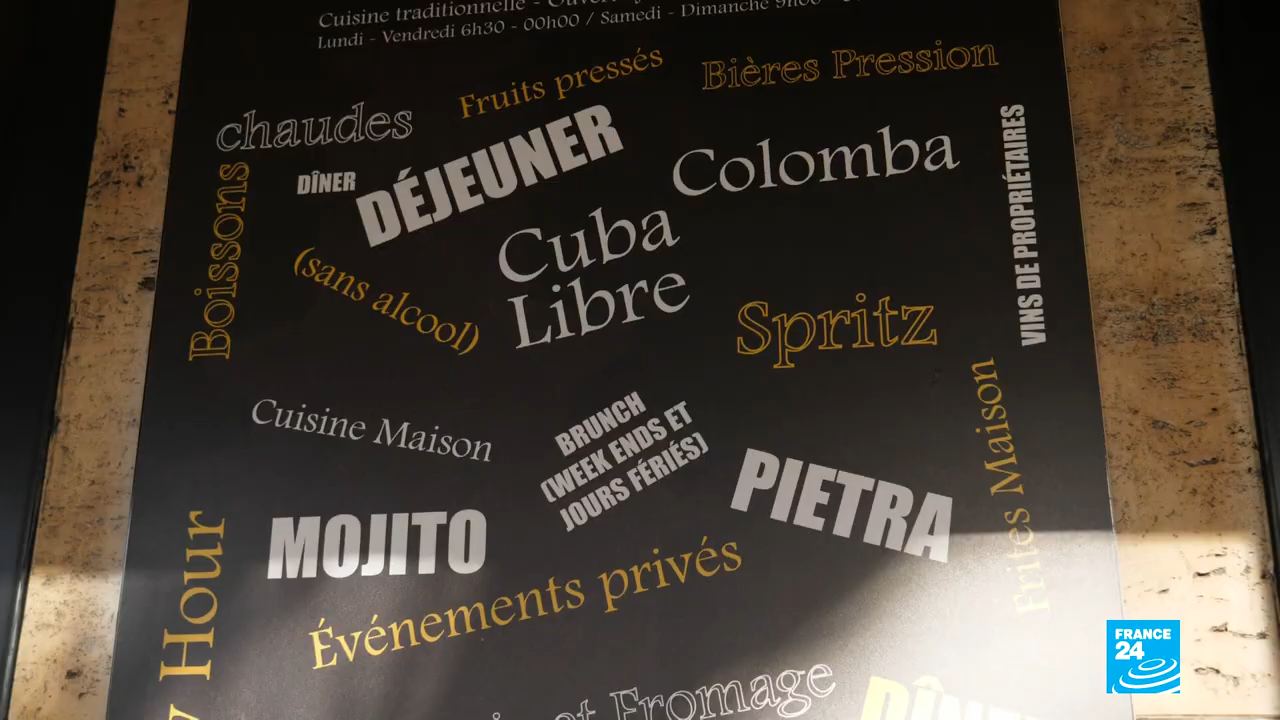 Cuisine traditionnelle -
Lundi - Vendredi 6h30 - 00h00 / Samedi - Dimanche
Fruits pressés
Bières Pression
chaudes
Boissons
DÎNER
DÉJEUNER
Colomba
VINS DE PROPRIÉTAIRES
Cuba
Libre
(sans alcool)
Spritz
Cuisine Maison
BRUNCH
(WEEK ENDS ET
JOURS FÉRIÉS)
PIETRA
Frites Maison
MOJITO
Hour
Événements privés
et Fromage
FRANCE
24